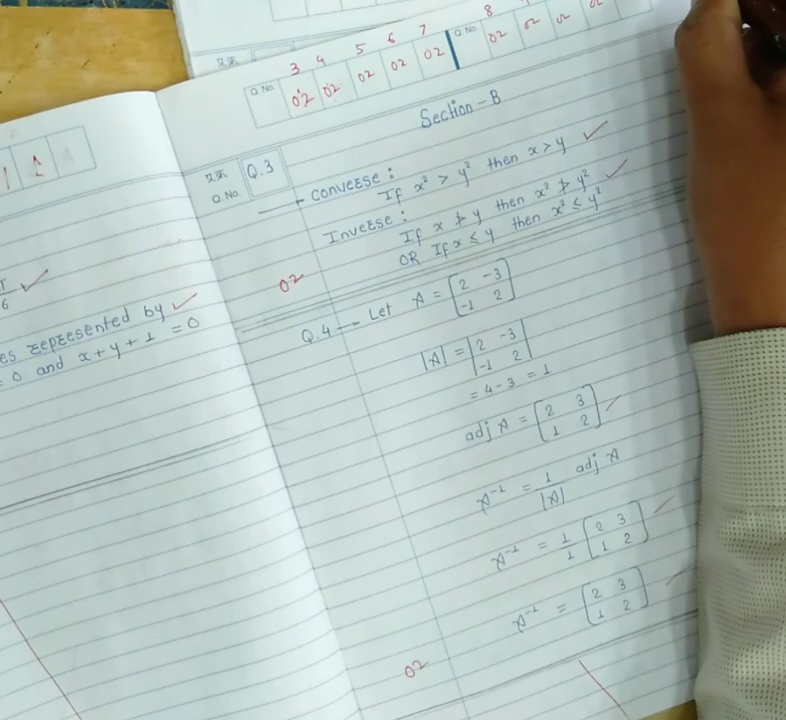 Q No. 3 4 5 6 7 Q No. 8
02 02 02 02 02 02 02 02 02
Section - B
Q No. Q.3
Converse :
If x² > y² then x > y
Inverse :
If x ≯ y then x² ≯ y²
OR If x ≤ y then x² ≤ y²
02
6
es represented by
= 0 and x + y + 1 = 0
Q.4 Let A = [2 -3
-1 2]
|A| = |2 -3
-1 2|
= 4 - 3 = 1
adj A = [2 3
1 2]
A⁻¹ = 1/|A| adj A
A⁻¹ = 1/1 [2 3
1 2]
A⁻¹ = [2 3
1 2]
02